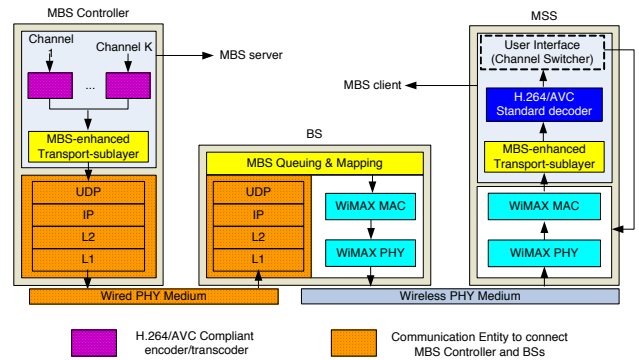 MBS Controller
Channel
1
Channel K
...
MBS server
MBS-enhanced
Transport-sublayer
UDP
IP
L2
L1
Wired PHY Medium
BS
MBS Queuing & Mapping
UDP
IP
L2
L1
WiMAX MAC
WiMAX PHY
Wireless PHY Medium
MSS
User Interface
(Channel Switcher)
MBS client
H.264/AVC
Standard decoder
MBS-enhanced
Transport-sublayer
WiMAX MAC
WiMAX PHY
H.264/AVC Compliant
encoder/transcoder
Communication Entity to connect
MBS Controller and BSs